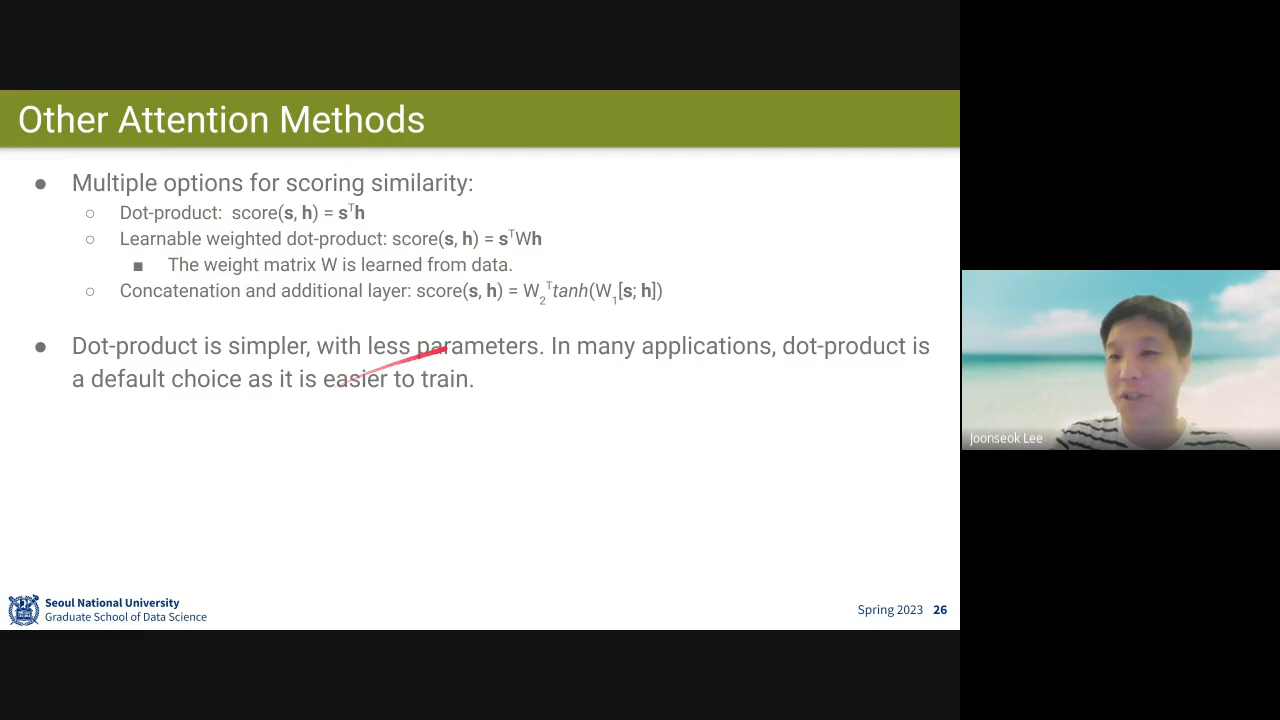 Other Attention Methods
● Multiple options for scoring similarity:
○ Dot-product: score(s, h) = sᵀh
○ Learnable weighted dot-product: score(s, h) = sᵀWh
■ The weight matrix W is learned from data.
○ Concatenation and additional layer: score(s, h) = W₂ᵀtanh(W₁[s; h])
● Dot-product is simpler, with less parameters. In many applications, dot-product is
a default choice as it is easier to train.
Joonseok Lee
Seoul National University
Graduate School of Data Science
Spring 2023 26